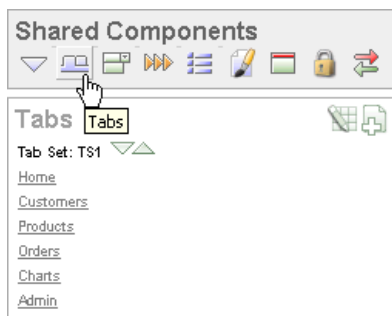 Shared Components
Tabs
Tabs
Tab Set: TS1
Home
Customers
Products
Orders
Charts
Admin